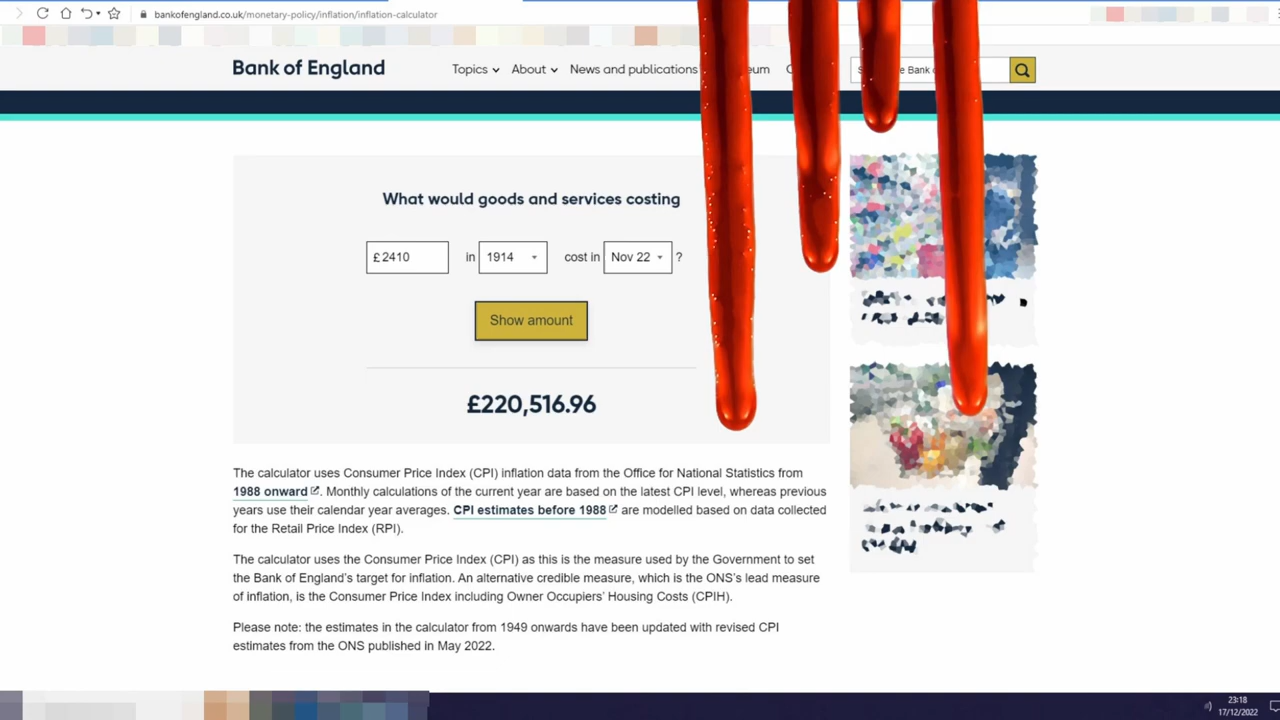 bankofengland.co.uk/monetary-policy/inflation/inflation-calculator
Bank of England
Topics About News and publications
What would goods and services costing
£ 2410 in 1914 cost in Nov 22 ?
Show amount
£220,516.96
The calculator uses Consumer Price Index (CPI) inflation data from the Office for National Statistics from
1988 onward. Monthly calculations of the current year are based on the latest CPI level, whereas previous
years use their calendar year averages. CPI estimates before 1988 are modelled based on data collected
for the Retail Price Index (RPI).
The calculator uses the Consumer Price Index (CPI) as this is the measure used by the Government to set
the Bank of England's target for inflation. An alternative credible measure, which is the ONS's lead measure
of inflation, is the Consumer Price Index including Owner Occupiers' Housing Costs (CPIH).
Please note: the estimates in the calculator from 1949 onwards have been updated with revised CPI
estimates from the ONS published in May 2022.
23:18
17/12/2022